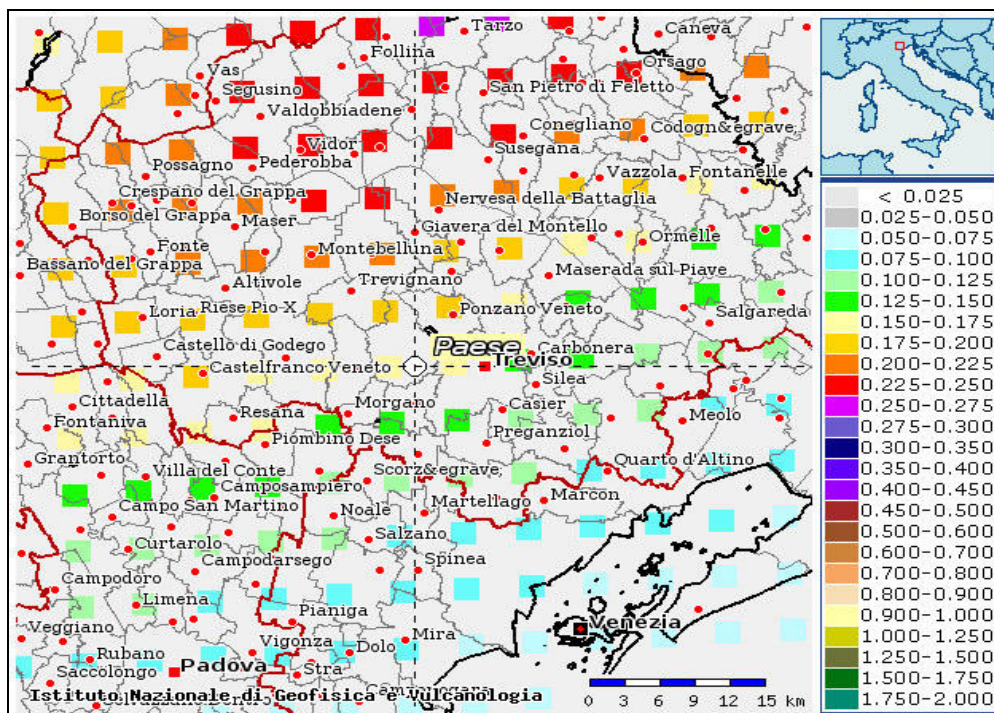 Tarzo
Caneva
Follina
Orsago
Vas
San Pietro di Feletto
Segusino
Valdobbiadene
Conegliano
Codogn&egrave;
Vidor
Susegana
Possagno
Pederobba
Vazzola
Fontanelle
Crespano del Grappa
Nervesa della Battaglia
Borso del Grappa
Maser
Giavera del Montello
Ormelle
Fonte
Montebelluna
Bassano del Grappa
Maserada sul Piave
Altivole
Trevignano
Loria
Riese Pio X
Ponzano Veneto
Salgareda
Castello di Godego
Paese
Carbonera
Treviso
Castelfranco Veneto
Silea
Cittadella
Morgano
Casier
Meolo
Fontaniva
Resana
Preganziol
Piombino Dese
Grantorto
Villa del Conte
Scorz&egrave;
Quarto d'Altino
Camposampiero
Campo San Martino
Noale
Martellago
Marcon
Curtarolo
Salzano
Campodarsego
Spinea
Campodoro
Limena
Pianiga
Venezia
Veggiano
Vigonza
Mira
Rubano
Dolo
Saccolongo
Padova
Stra
Istituto Nazionale di Geofisica e Vulcanologia
0 3 6 9 12 15 km
< 0.025
0.025-0.050
0.050-0.075
0.075-0.100
0.100-0.125
0.125-0.150
0.150-0.175
0.175-0.200
0.200-0.225
0.225-0.250
0.250-0.275
0.275-0.300
0.300-0.350
0.350-0.400
0.400-0.450
0.450-0.500
0.500-0.600
0.600-0.700
0.700-0.800
0.800-0.900
0.900-1.000
1.000-1.250
1.250-1.500
1.500-1.750
1.750-2.000